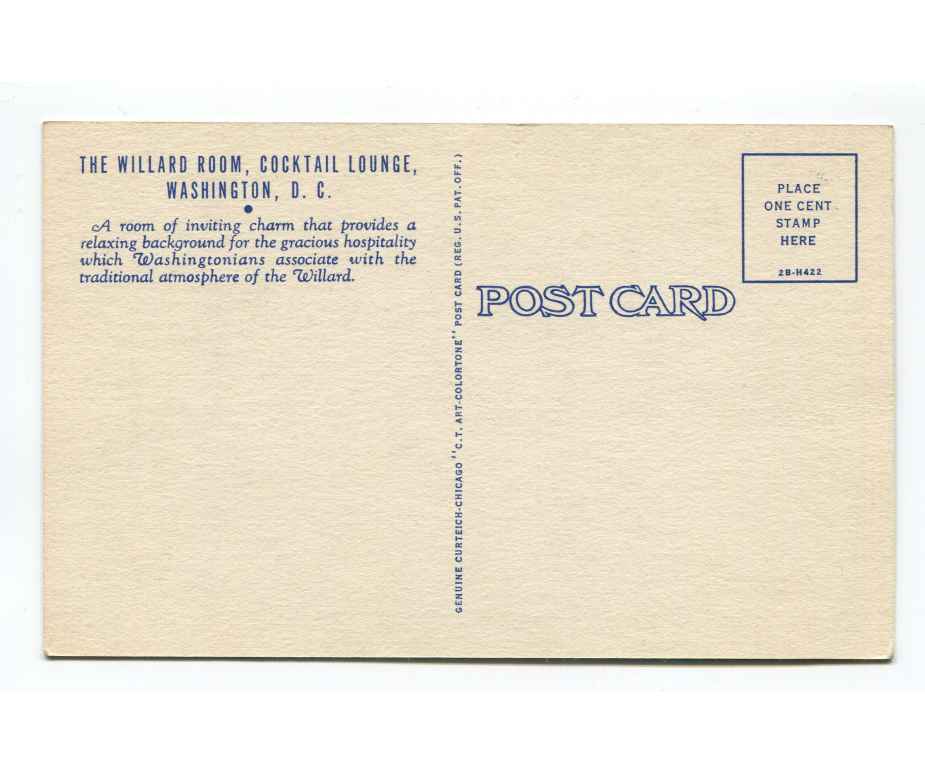 THE WILLARD ROOM, COCKTAIL LOUNGE,
WASHINGTON, D. C.
A room of inviting charm that provides a
relaxing background for the gracious hospitality
which Washingtonians associate with the
traditional atmosphere of the Willard.
GENUINE CURTEICH-CHICAGO "C.T. ART-COLORTONE" POST CARD (REG. U.S. PAT. OFF.)
POST CARD
PLACE
ONE CENT
STAMP
HERE
2B-H422